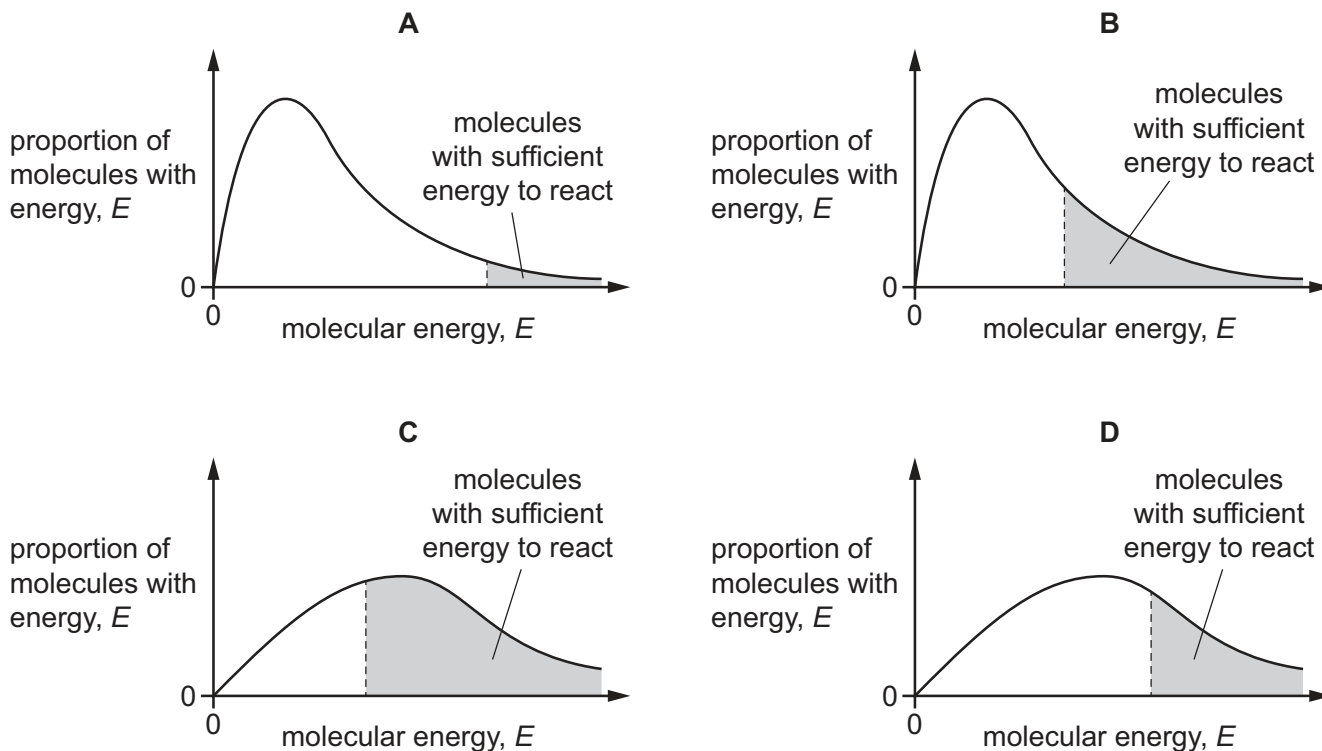 A
proportion of
molecules with
energy, E
molecules
with sufficient
energy to react
0
0
molecular energy, E
B
proportion of
molecules with
energy, E
molecules
with sufficient
energy to react
0
0
molecular energy, E
C
proportion of
molecules with
energy, E
molecules
with sufficient
energy to react
0
0
molecular energy, E
D
proportion of
molecules with
energy, E
molecules
with sufficient
energy to react
0
0
molecular energy, E